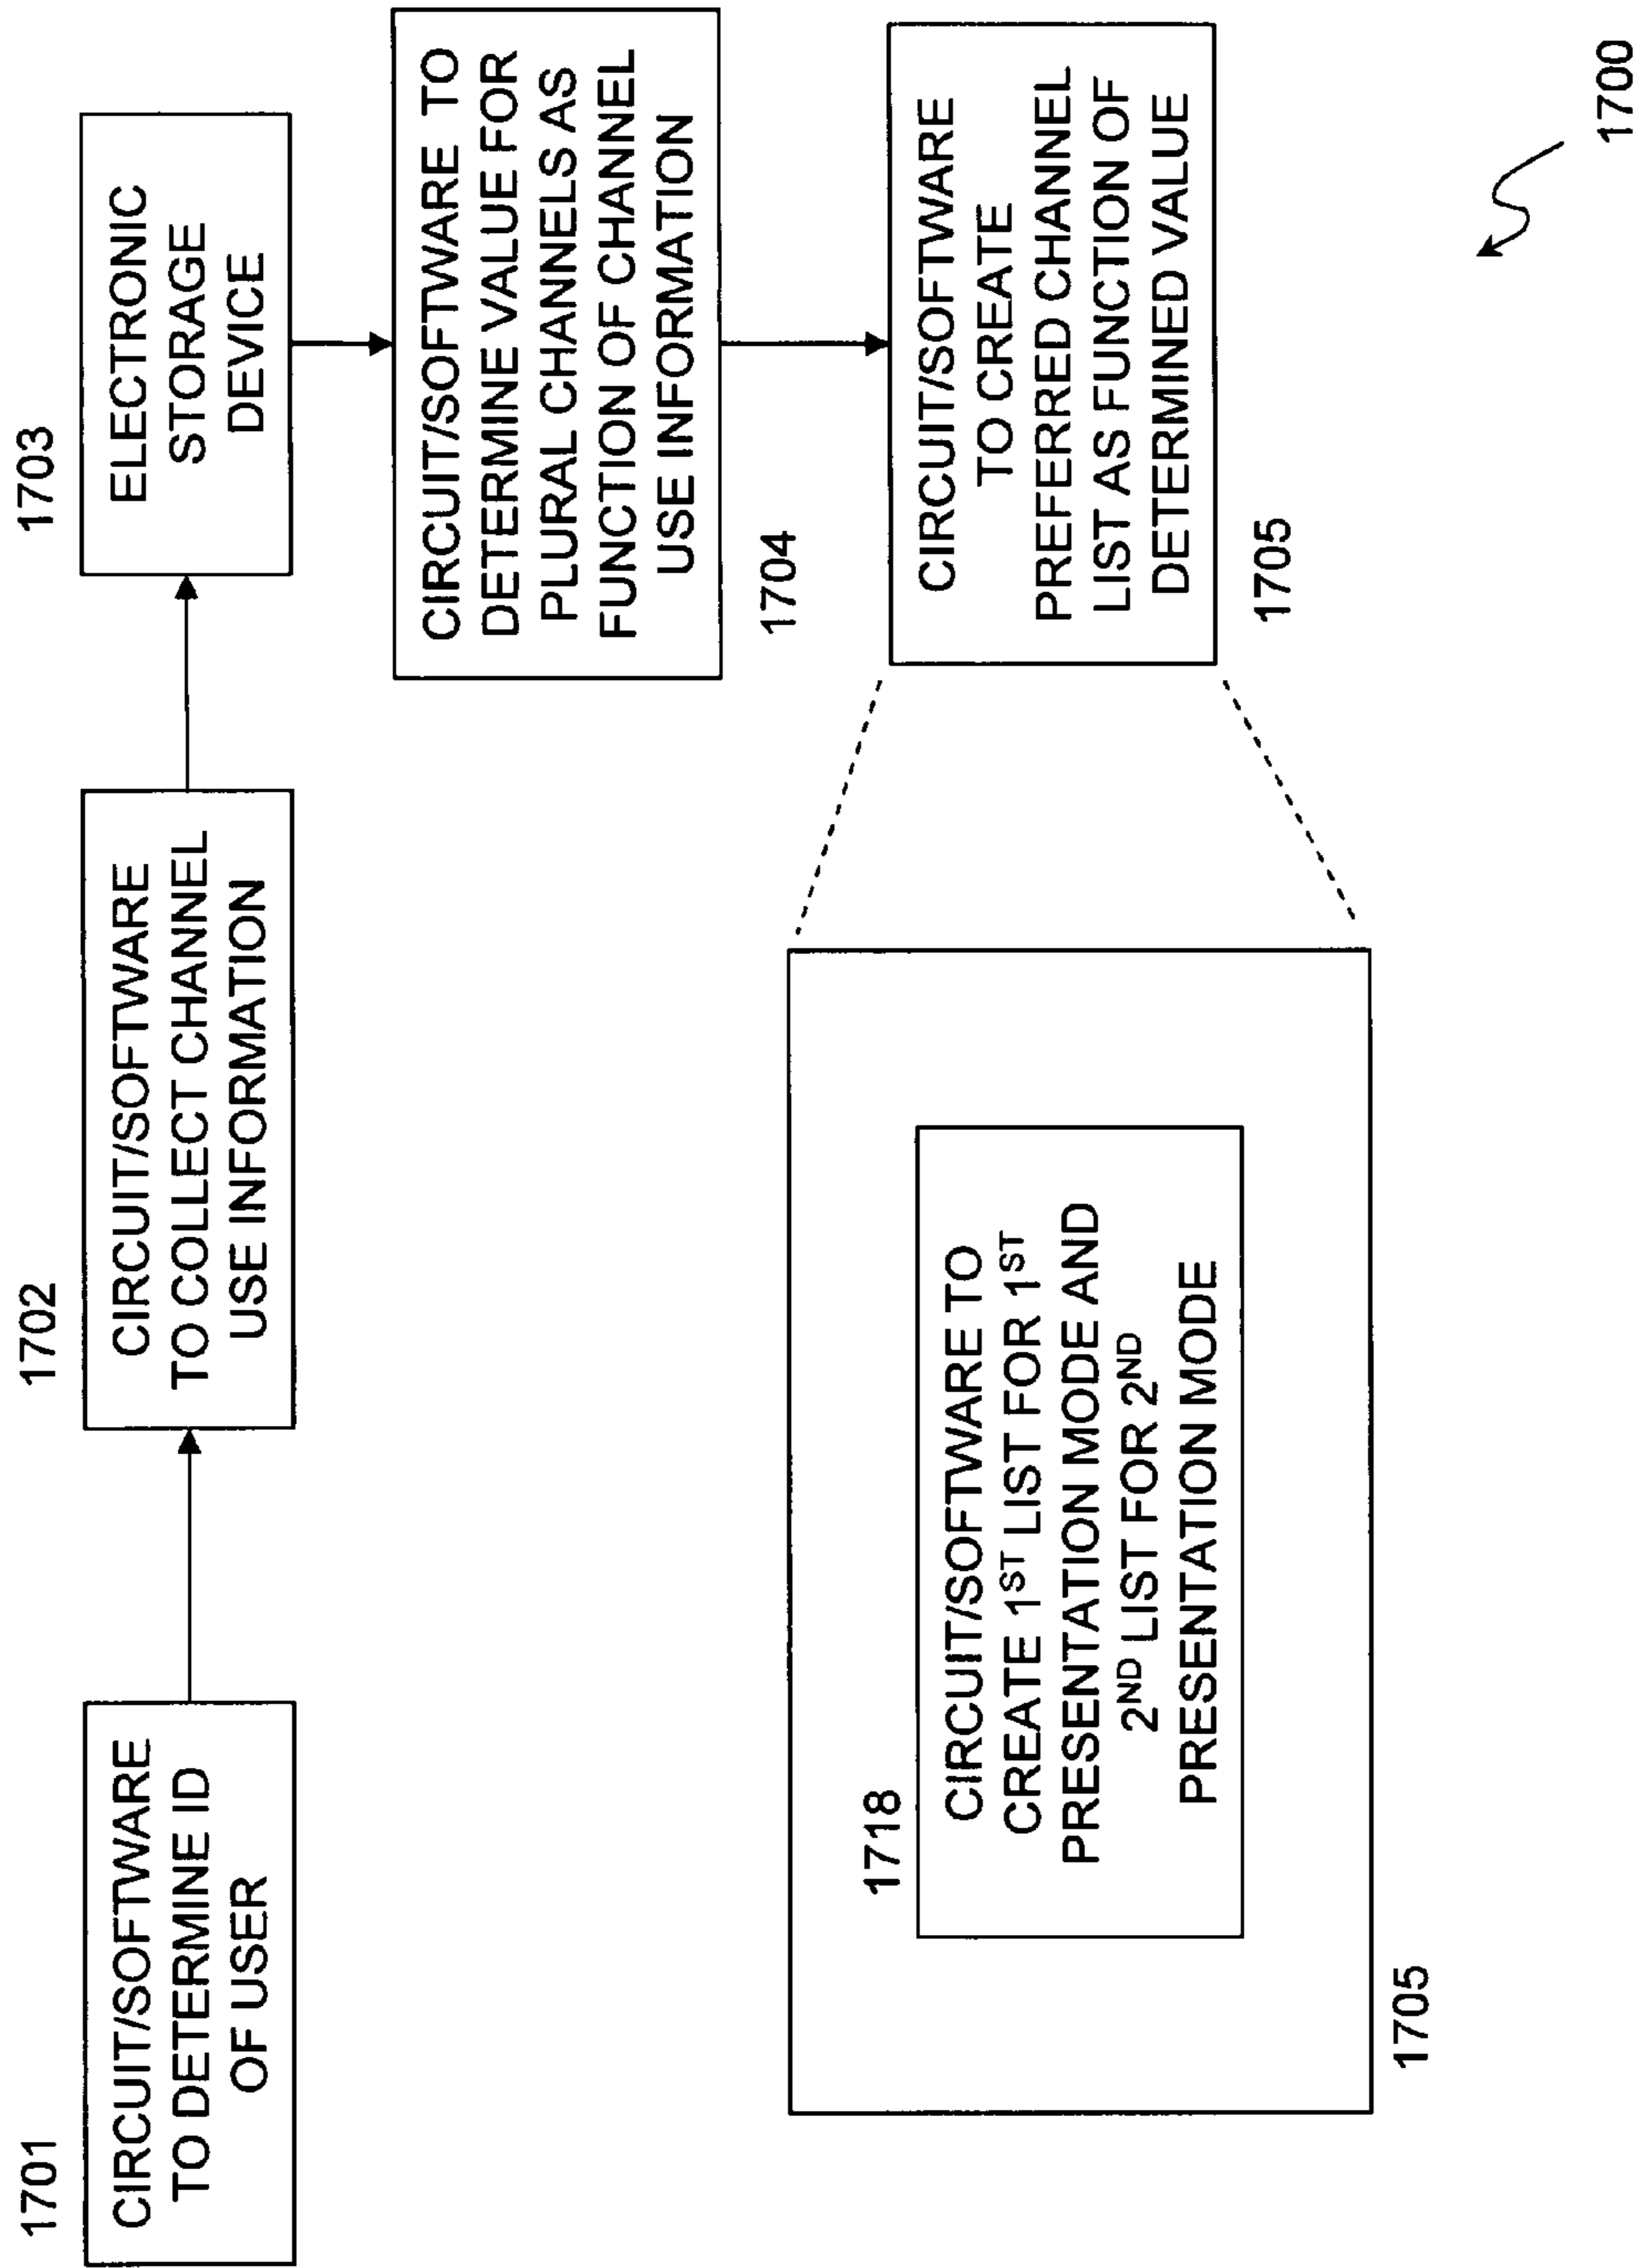 1701
CIRCUIT/SOFTWARE
TO DETERMINE ID
OF USER
1702
CIRCUIT/SOFTWARE
TO COLLECT CHANNEL
USE INFORMATION
1703
ELECTRONIC
STORAGE
DEVICE
CIRCUIT/SOFTWARE TO
DETERMINE VALUE FOR
PLURAL CHANNELS AS
FUNCTION OF CHANNEL
USE INFORMATION
1704
CIRCUIT/SOFTWARE
TO CREATE
PREFERRED CHANNEL
LIST AS FUNCTION OF
DETERMINED VALUE
1705
1718
CIRCUIT/SOFTWARE TO
CREATE 1ST LIST FOR 1ST
PRESENTATION MODE AND
2ND LIST FOR 2ND
PRESENTATION MODE
1705
1700